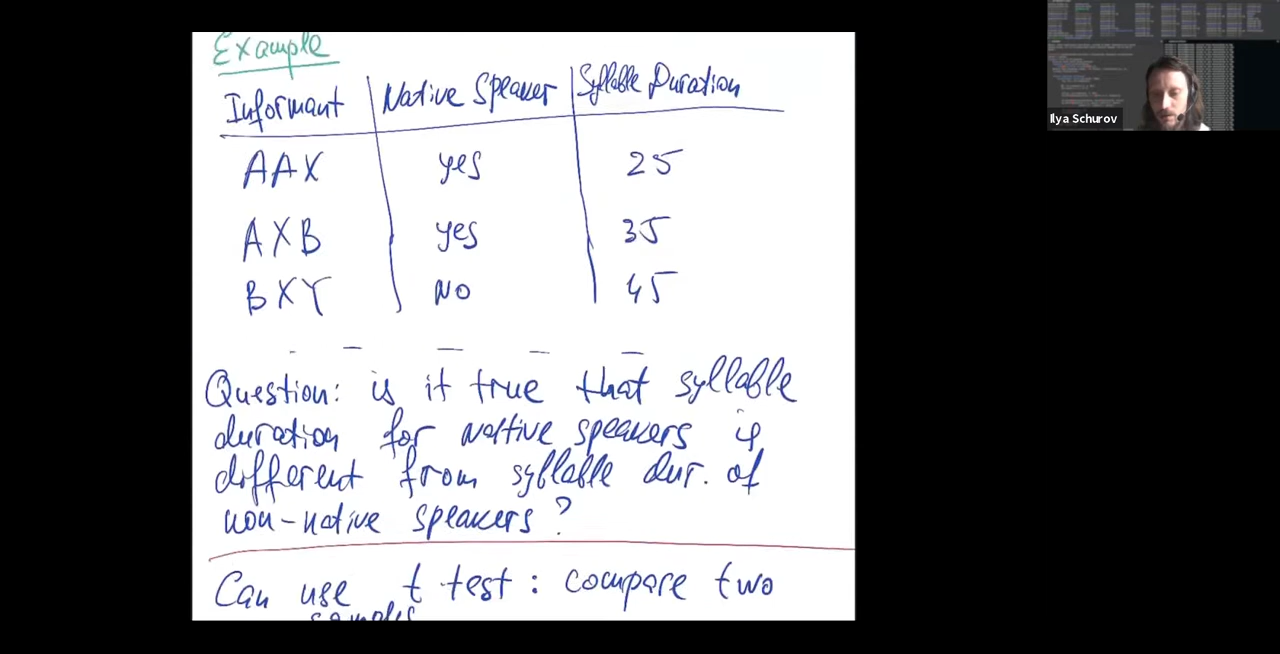 Example
Informant Native Speaker Syllable Duration
AAX yes 25
AXB yes 35
BXY No 45
Question: is it true that syllable
duration for native speakers is
different from syllable dur. of
non-native speakers?
Can use t test: compare two
samples
Ilya Schurov